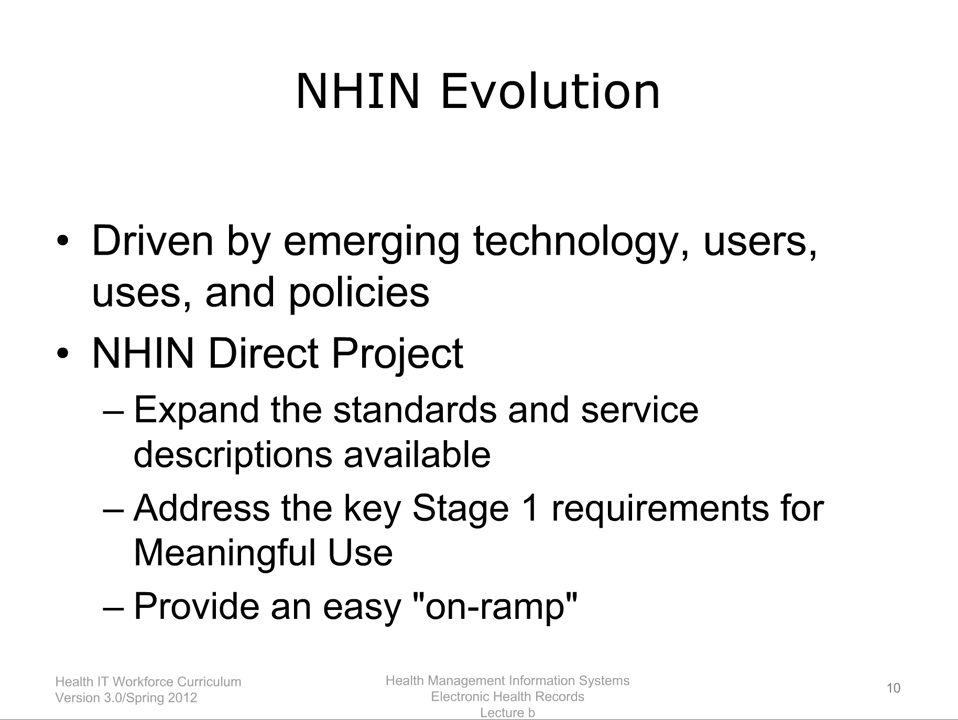 NHIN Evolution
• Driven by emerging technology, users,
uses, and policies
• NHIN Direct Project
– Expand the standards and service
descriptions available
– Address the key Stage 1 requirements for
Meaningful Use
– Provide an easy "on-ramp"
Health IT Workforce Curriculum
Version 3.0/Spring 2012
Health Management Information Systems
Electronic Health Records
Lecture b
10